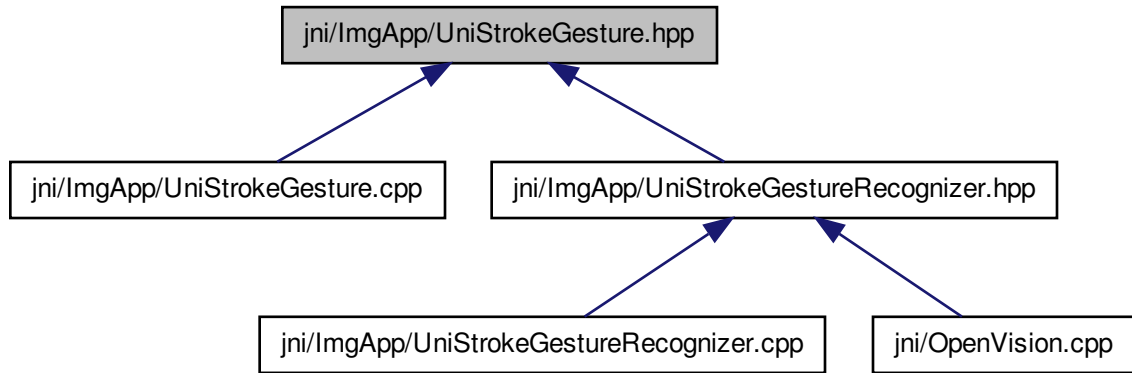 jni/ImgApp/UniStrokeGesture.hpp
jni/ImgApp/UniStrokeGesture.cpp
jni/ImgApp/UniStrokeGestureRecognizer.hpp
jni/ImgApp/UniStrokeGestureRecognizer.cpp
jni/OpenVision.cpp